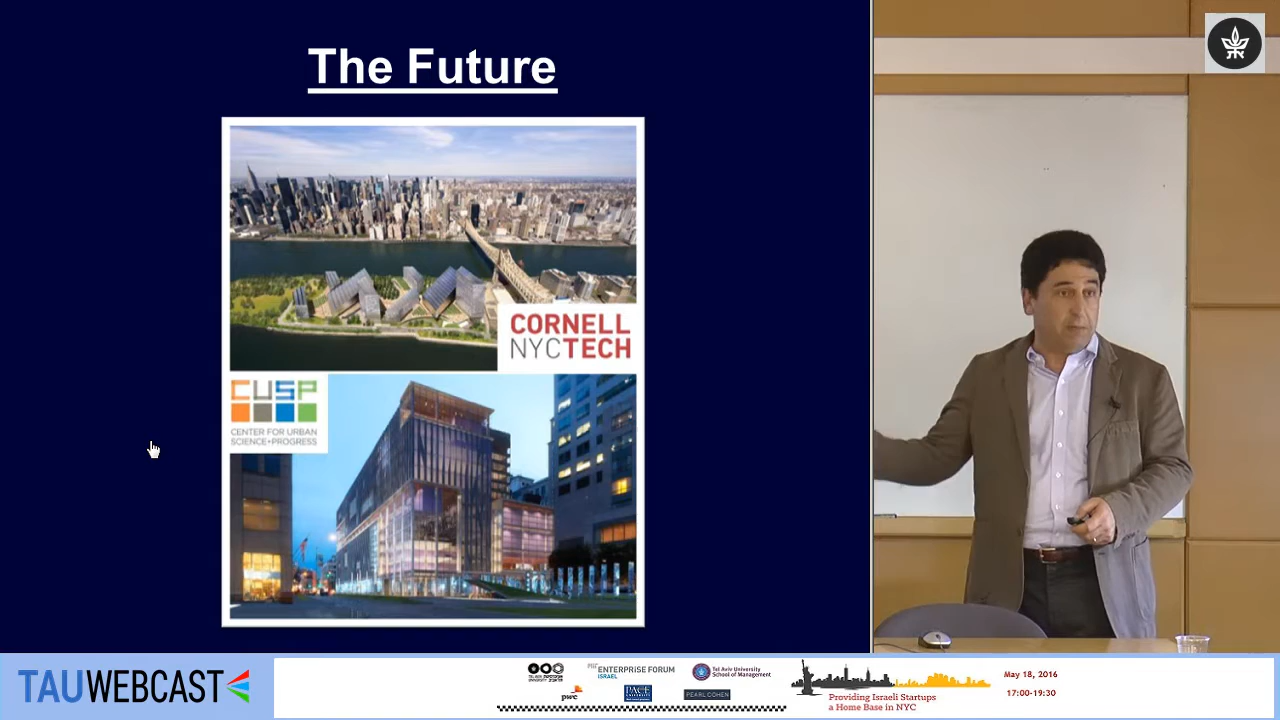 The Future
CORNELL
NYCTECH
CUSP
CENTER FOR URBAN
SCIENCE+PROGRESS
TAUWEBCAST
MIT
ENTERPRISE FORUM
ISRAEL
Tel Aviv University
School of Management
pwc
PACE
UNIVERSITY
PEARL COHEN
Providing Israeli Startups
a Home Base in NYC
May 18, 2016
17:00-19:30